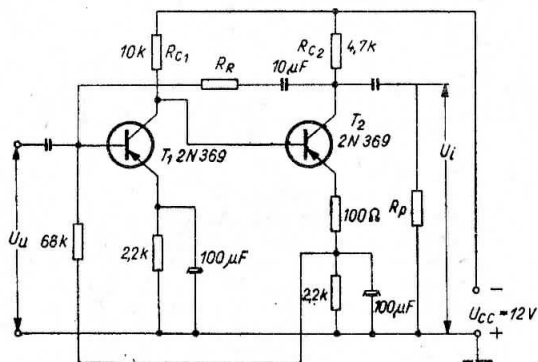 10k
RC1
RR
10µF
RC2
4,7k
T1 2N369
T2
2N369
Uu
68k
2,2k
100µF
100Ω
2,2k
100µF
Rp
Ui
−
UCC=12V
+